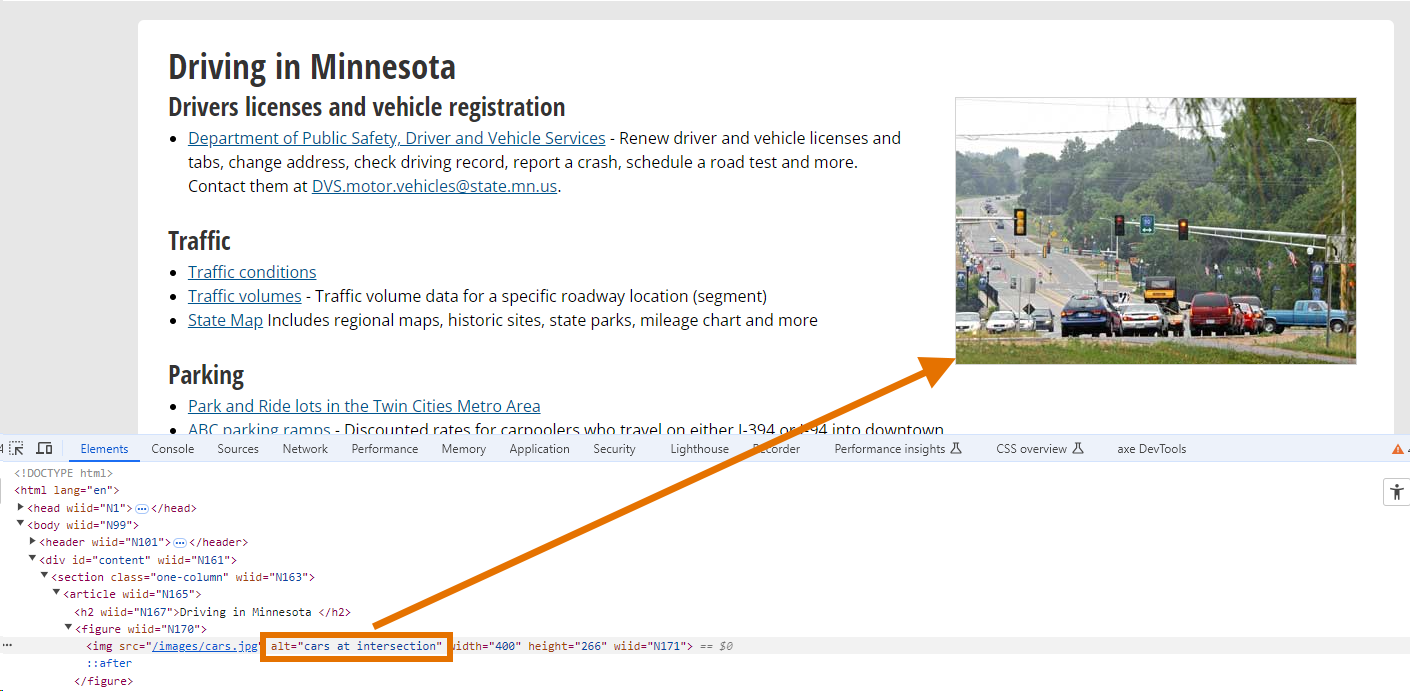 Driving in Minnesota
Drivers licenses and vehicle registration
Department of Public Safety, Driver and Vehicle Services - Renew driver and vehicle licenses and
tabs, change address, check driving record, report a crash, schedule a road test and more.
Contact them at DVS.motor.vehicles@state.mn.us.
Traffic
Traffic conditions
Traffic volumes - Traffic volume data for a specific roadway location (segment)
State Map Includes regional maps, historic sites, state parks, mileage chart and more
Parking
Park and Ride lots in the Twin Cities Metro Area
ABC parking ramps - Discounted rates for carpoolers who travel on either I-394 or I-94 into downtown
Elements Console Sources Network Performance Memory Application Security Lighthouse Recorder Performance insights CSS overview axe DevTools
<!DOCTYPE html>
<html lang="en">
<head wiid="N1"> </head>
<body wiid="N99">
<header wiid="N101"> </header>
<div id="content" wiid="N161">
<section class="one-column" wiid="N163">
<article wiid="N165">
<h2 wiid="N167">Driving in Minnesota </h2>
<figure wiid="N170">
<img src="/images/cars.jpg" alt="cars at intersection" width="400" height="266" wiid="N171"> == $0
::after
</figure>